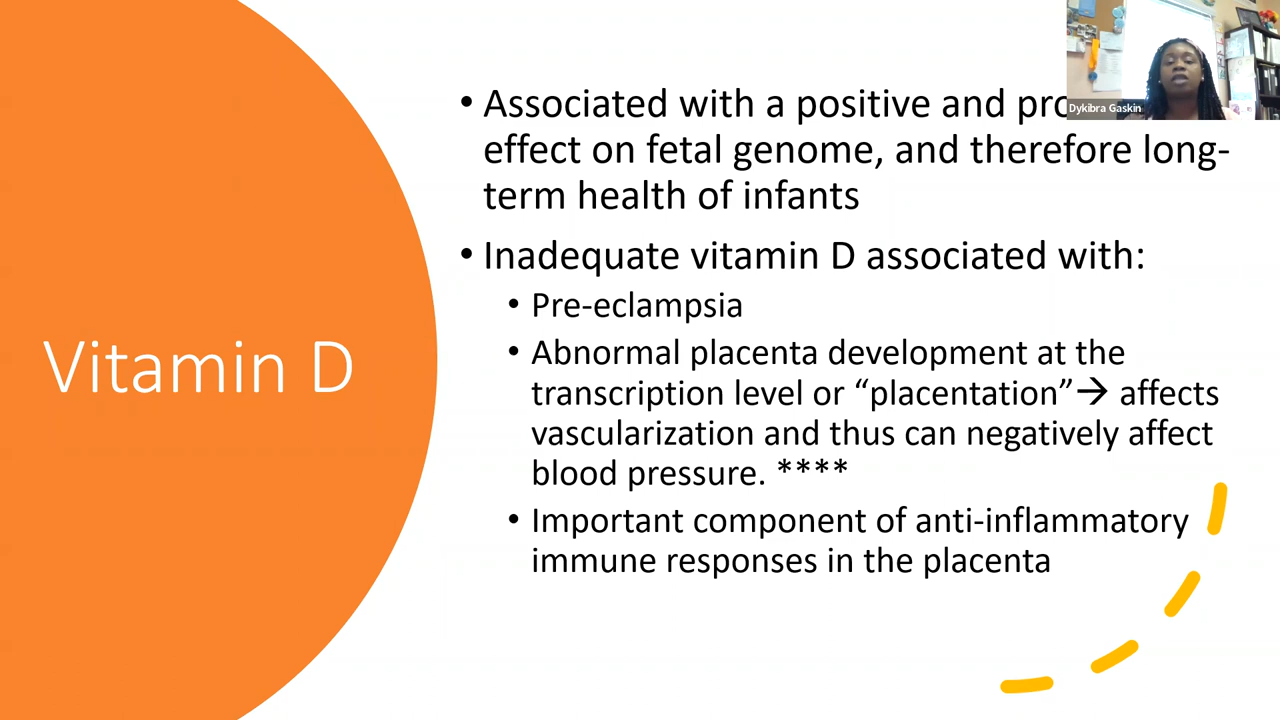 Vitamin D
• Associated with a positive and
effect on fetal genome, and therefore long-
term health of infants
• Inadequate vitamin D associated with:
• Pre-eclampsia
• Abnormal placenta development at the
transcription level or “placentation”→ affects
vascularization and thus can negatively affect
blood pressure. ****
• Important component of anti-inflammatory
immune responses in the placenta
Dykibra Gaskin